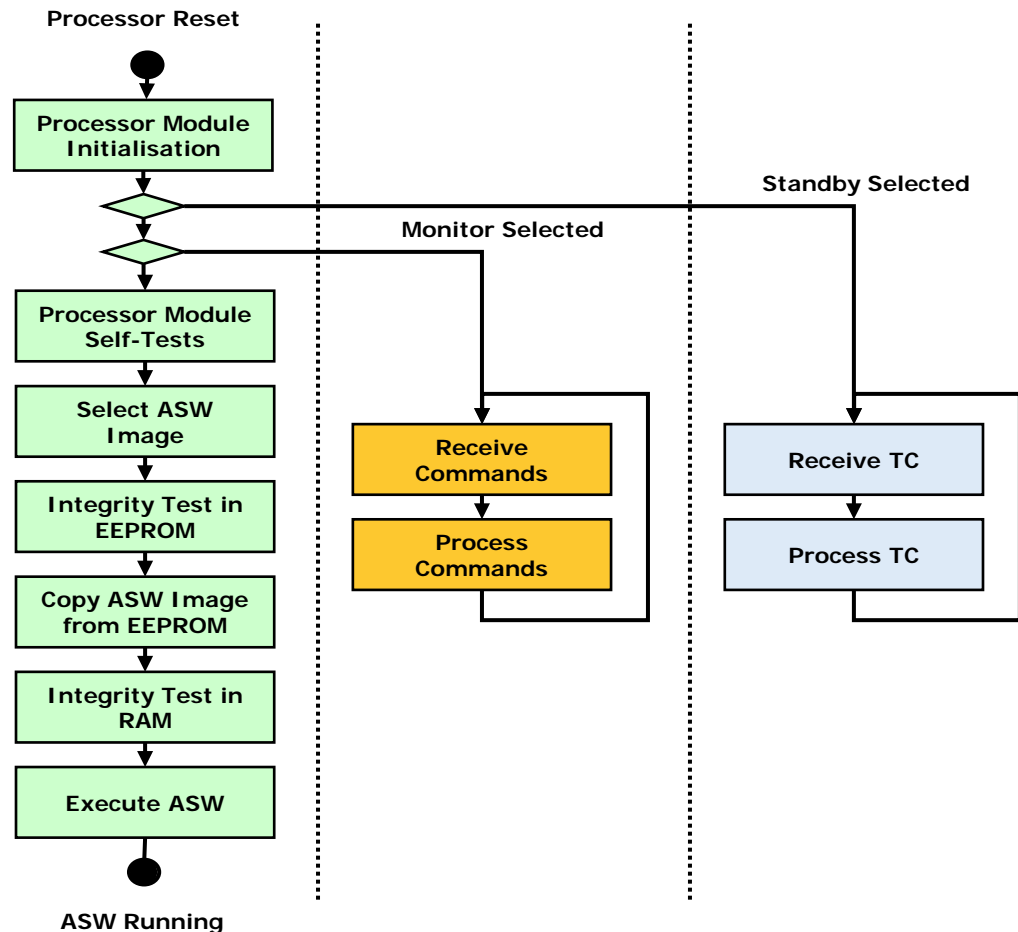 Processor Reset
Processor Module
Initialisation
Standby Selected
Monitor Selected
Processor Module
Self-Tests
Select ASW
Image
Integrity Test in
EEPROM
Copy ASW Image
from EEPROM
Integrity Test in
RAM
Execute ASW
ASW Running
Receive
Commands
Process
Commands
Receive TC
Process TC